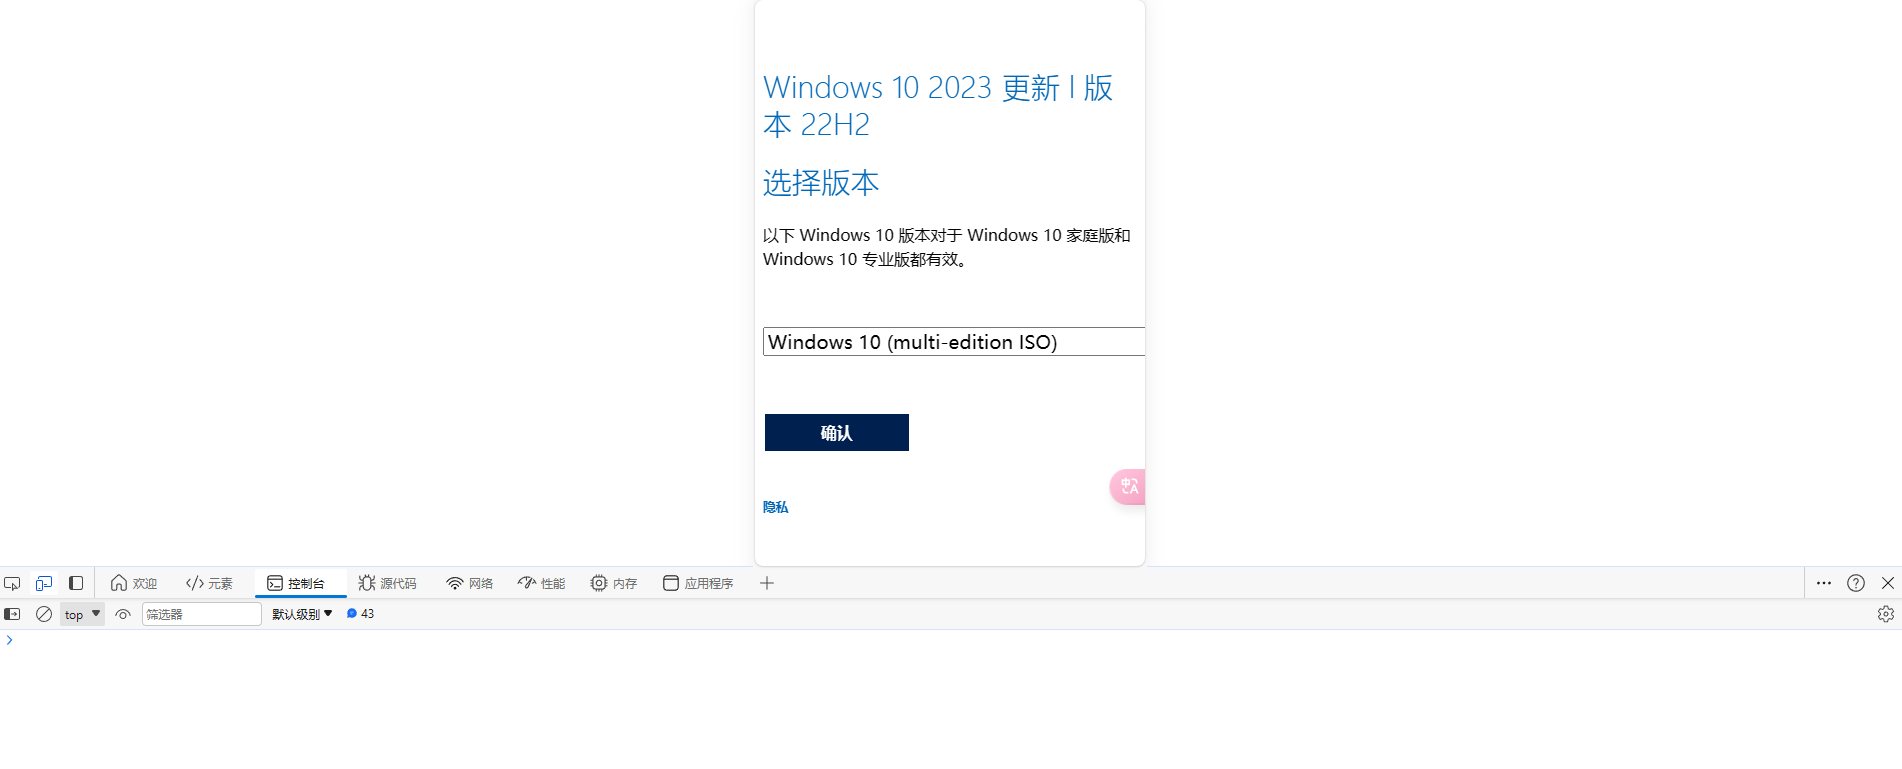 Windows 10 2023 更新 | 版
本 22H2
选择版本
以下 Windows 10 版本对于 Windows 10 家庭版和
Windows 10 专业版都有效。
Windows 10 (multi-edition ISO)
确认
隐私
欢迎 元素 控制台 源代码 网络 性能 内存 应用程序
top 筛选器 默认级别 43